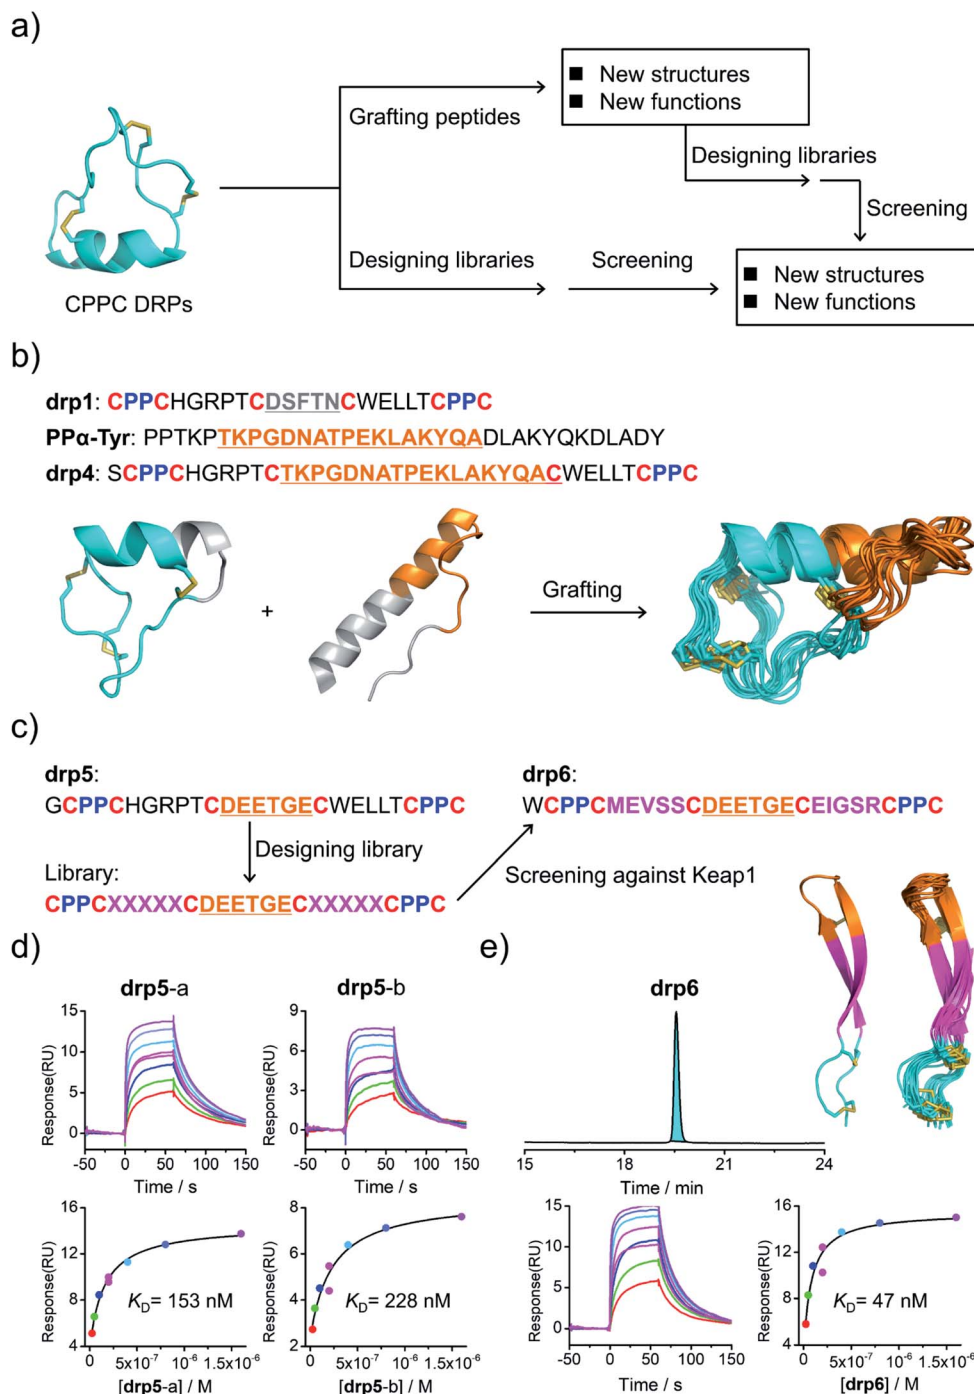 a)
New structures
New functions
Grafting peptides
Designing libraries
Screening
Designing libraries
Screening
New structures
New functions
CPPC DRPs
b)
drp1: CPPCHGRPTCDSFTNCWELLTCPPC
PPα-Tyr: PPTKPTKPGDNATPEKLAKYQADLAKYQKDLADY
drp4: SCPPCHGRPTCTKPGDNATPEKLAKYQACWELLTCPPC
+
Grafting
c)
drp5:
GCPPCHGRPTCDEETGECWELLTCPPC
Designing library
Library:
CPPCXXXXXCDEETGECXXXXXCPPC
drp6:
WCPPCMEVSSCDEETGECEIGSRCPPC
Screening against Keap1
d)
drp5-a
Response(RU)
15
10
5
0
-50 0 50 100 150
Time / s
drp5-b
Response(RU)
9
6
3
0
-50 0 50 100 150
Time / s
Response(RU)
16
12
8
4
KD= 153 nM
0 5x10-7 1.5x10-6
[drp5-a] / M
Response(RU)
8
6
4
2
KD= 228 nM
0 5x10-7 1.5x10-6
[drp5-b] / M
e)
drp6
15 18 21 24
Time / min
Response(RU)
15
10
5
0
-50 0 50 100 150
Time / s
Response(RU)
16
12
8
4
KD= 47 nM
0 5x10-7 1.5x10-6
[drp6] / M